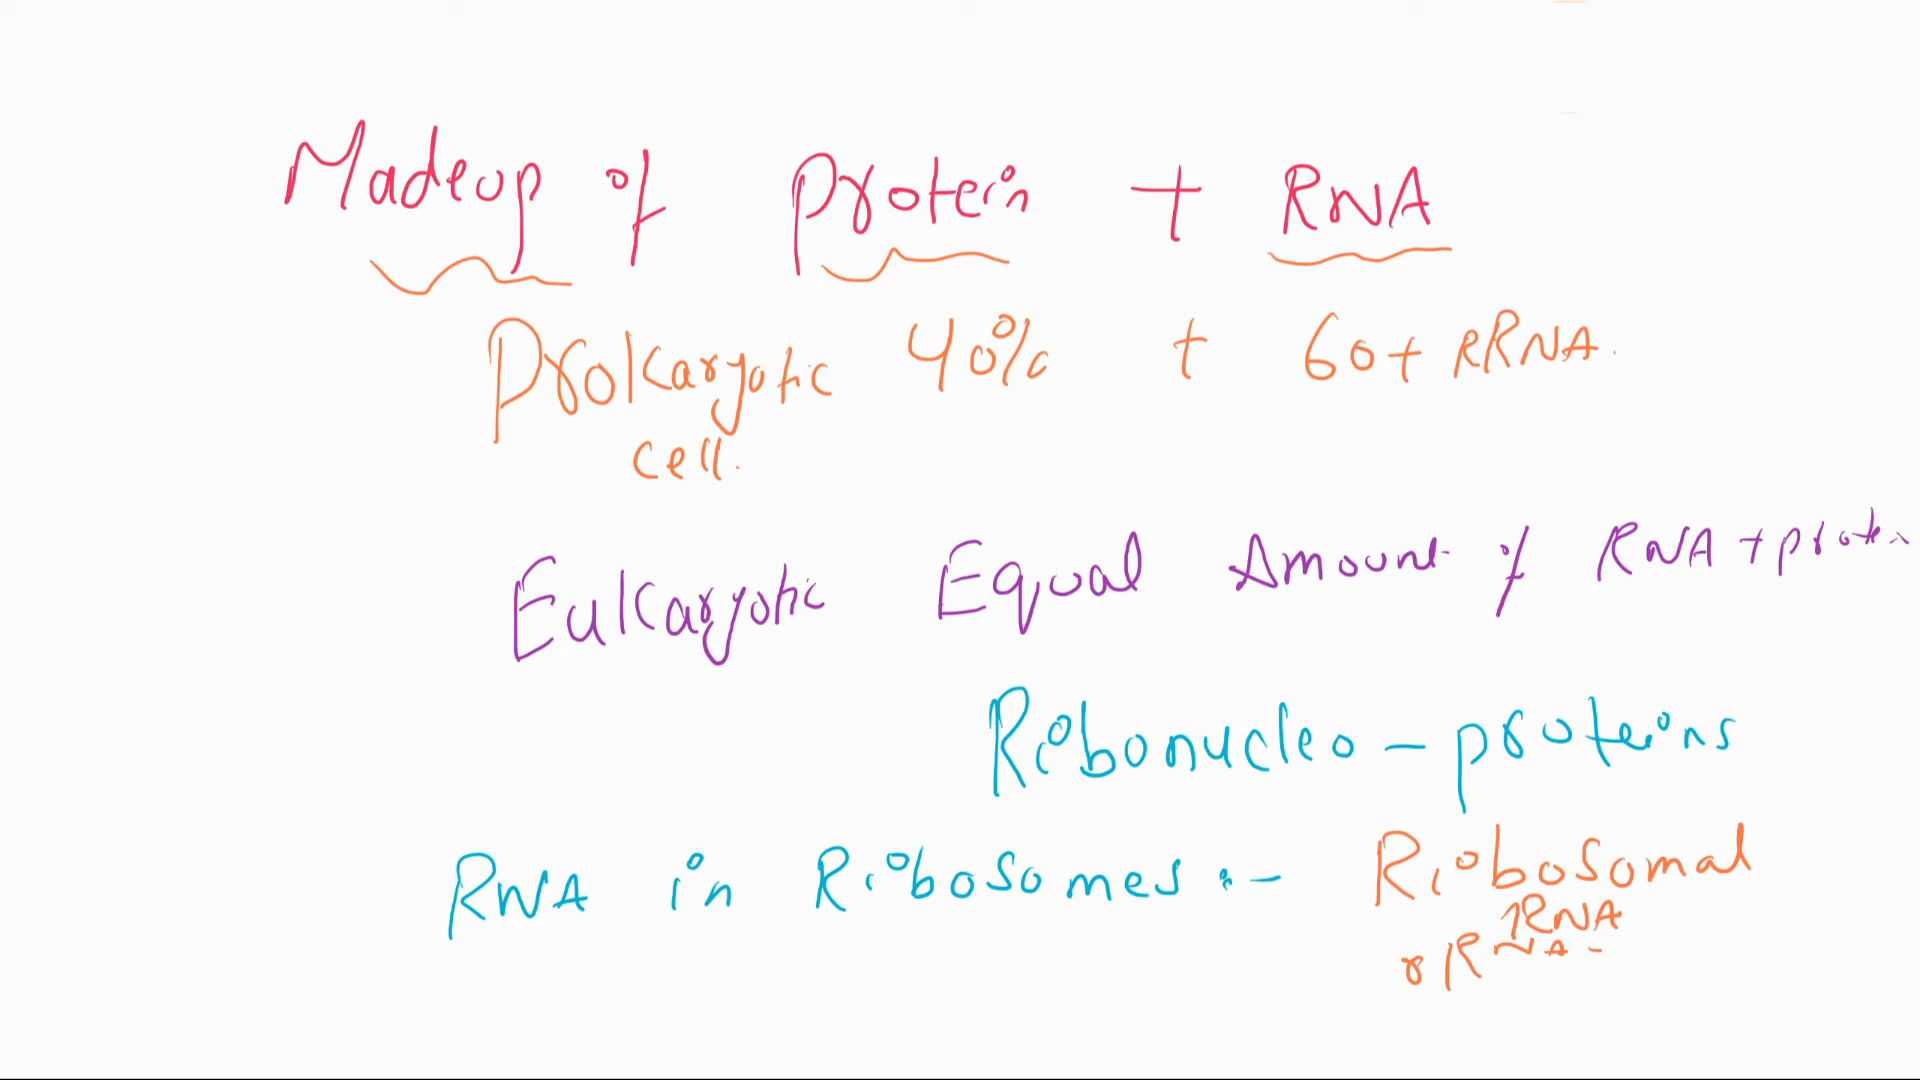 Madeup of protein + RNA
Prokaryotic 40% + 60+ rRNA.
cell.
Eukaryotic Equal Amount of RNA + protein
Ribonucleo - proteins
RNA in Ribosomes :- Ribosomal
RNA
rRNA -